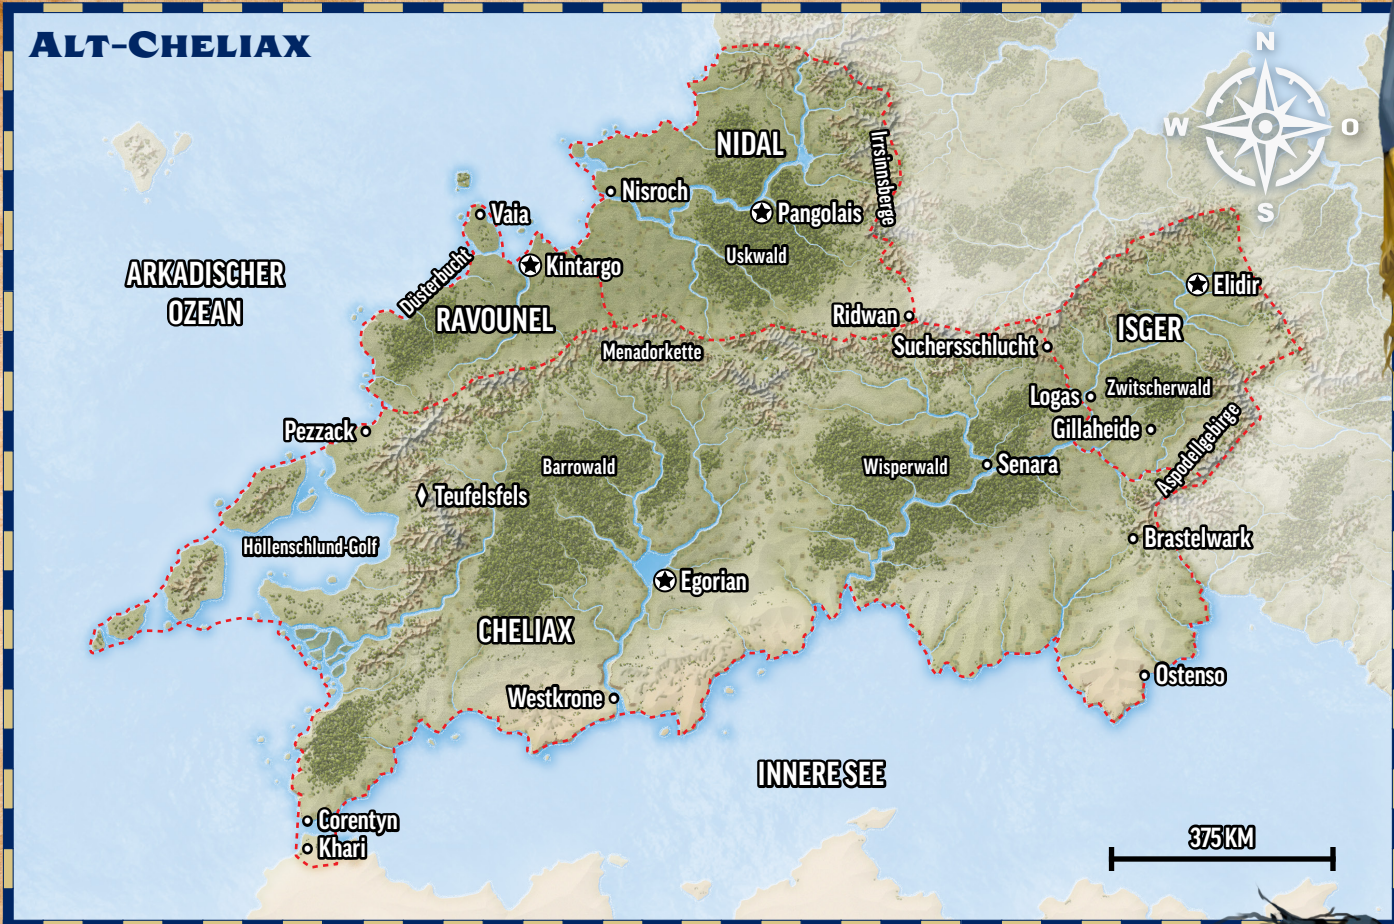 ALT-CHELIAX
N
W
O
S
NIDAL
Irrsinnsberge
Nisroch
Pangolais
Vaia
Uskwald
Kintargo
ARKADISCHER
OZEAN
Düsterbucht
RAVOUNEL
Elidir
Ridwan
ISGER
Suchersschlucht
Menadorkette
Zwitscherwald
Logas
Pezzack
Gillaheide
Aspodellgebirge
Barrowald
Wisperwald
Senara
Teufelsfels
Höllenschlund-Golf
Brastelwark
Egorian
CHELIAX
Ostenso
Westkrone
INNERE SEE
Corentyn
Khari
375 KM